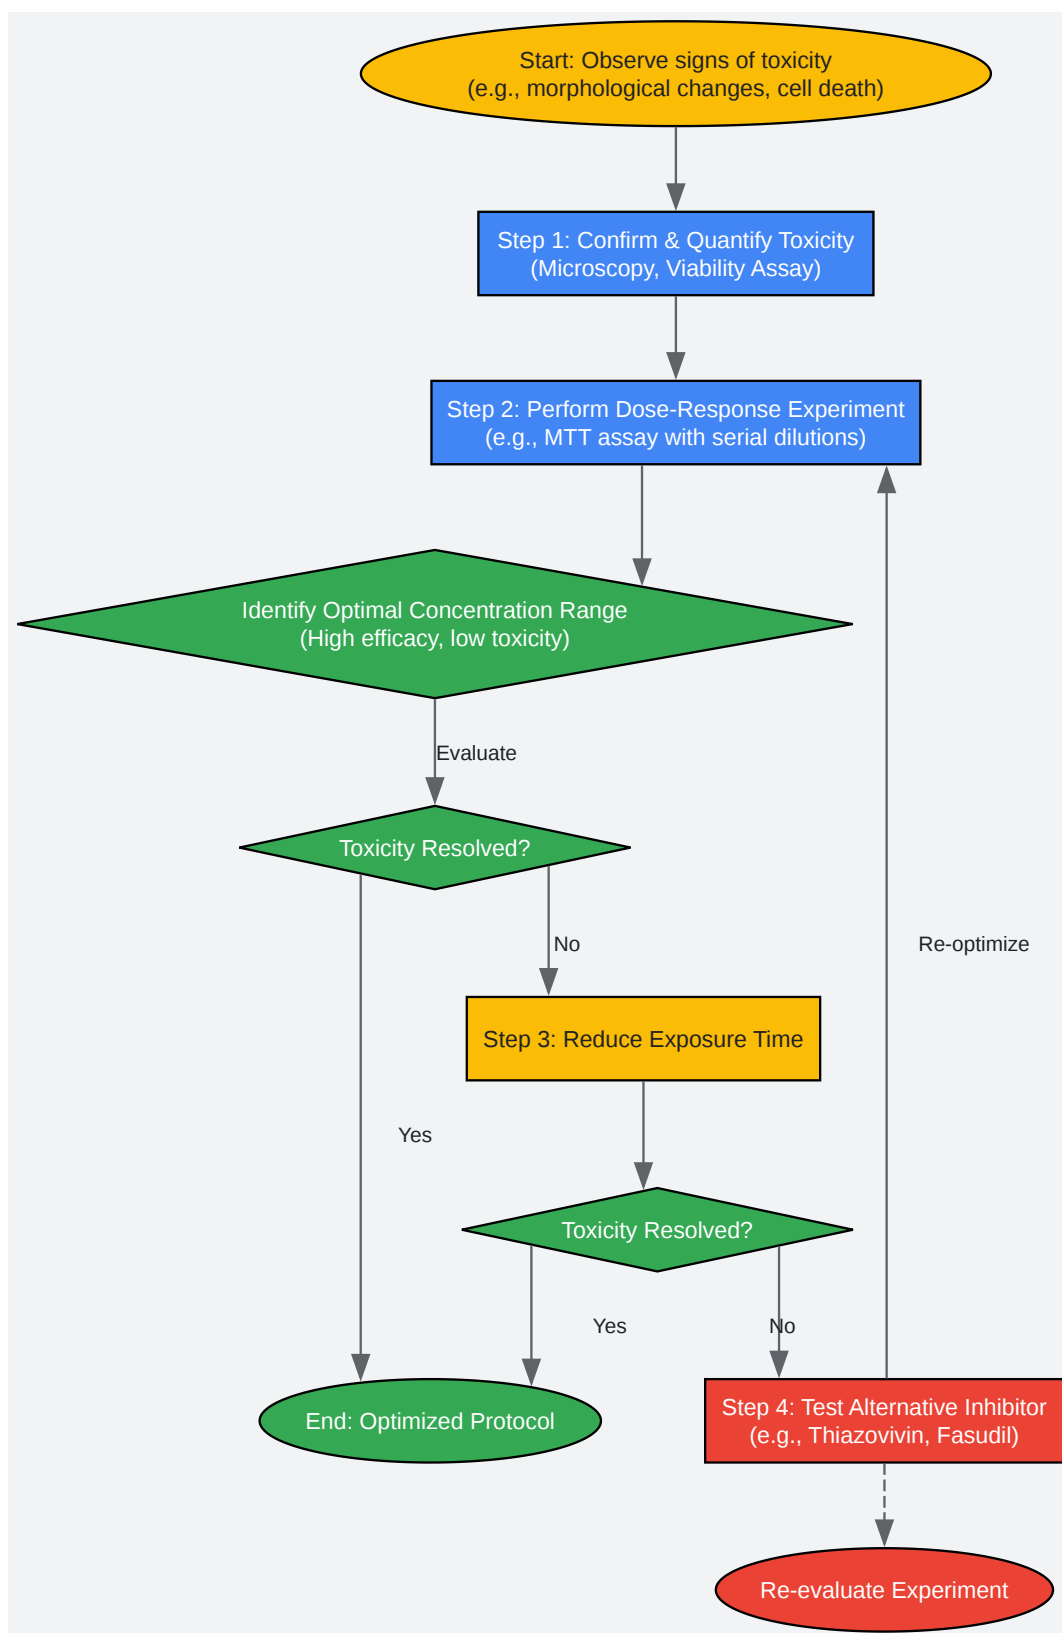 Start: Observe signs of toxicity
(e.g., morphological changes, cell death)
Step 1: Confirm & Quantify Toxicity
(Microscopy, Viability Assay)
Step 2: Perform Dose-Response Experiment
(e.g., MTT assay with serial dilutions)
Identify Optimal Concentration Range
(High efficacy, low toxicity)
Evaluate
Toxicity Resolved?
No
Re-optimize
Step 3: Reduce Exposure Time
Yes
Toxicity Resolved?
Yes
No
End: Optimized Protocol
Step 4: Test Alternative Inhibitor
(e.g., Thiazovivin, Fasudil)
Re-evaluate Experiment